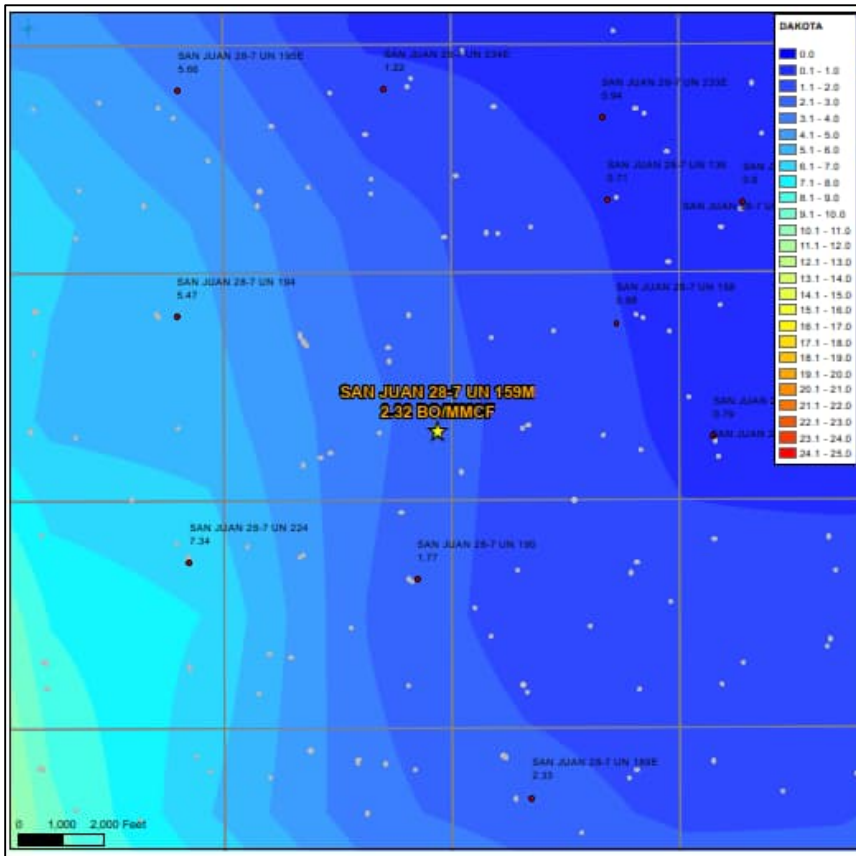 SAN JUAN 28-7 UN 195E
5.66
SAN JUAN 28-7 UN 234E
1.22
SAN JUAN 28-7 UN 233E
0.94
SAN JUAN 28-7 UN 136
0.71
SAN J
SAN JUAN 28-7 U
SAN JUAN 28-7 UN 194
5.47
SAN JUAN 28-7 UN
SAN JUAN 28-7 UN 159M
2.32 BO/MMCF
SAN JUAN
0.79
SAN JUAN
SAN JUAN 28-7 UN 224
7.34
SAN JUAN 28-7 UN 190
1.77
SAN JUAN 28-7 UN 189E
2.33
0 1,000 2,000 Feet
DAKOTA
0.0
0.1 - 1.0
1.1 - 2.0
2.1 - 3.0
3.1 - 4.0
4.1 - 5.0
5.1 - 6.0
6.1 - 7.0
7.1 - 8.0
8.1 - 9.0
9.1 - 10.0
10.1 - 11.0
11.1 - 12.0
12.1 - 13.0
13.1 - 14.0
14.1 - 15.0
15.1 - 16.0
16.1 - 17.0
17.1 - 18.0
18.1 - 19.0
19.1 - 20.0
20.1 - 21.0
21.1 - 22.0
22.1 - 23.0
23.1 - 24.0
24.1 - 25.0